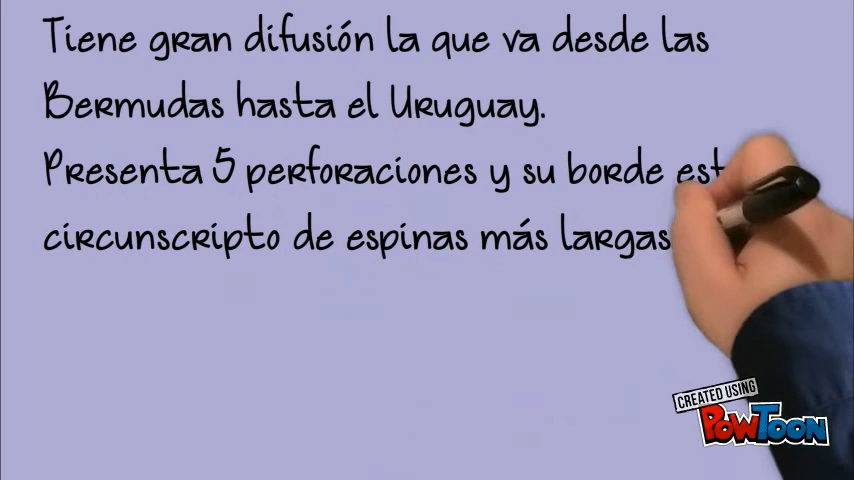 Tiene gran difusión la que va desde las
Bermudas hasta el Uruguay.
Presenta 5 perforaciones y su borde est
circunscripto de espinas más largas
CREATED USING
POWTOON